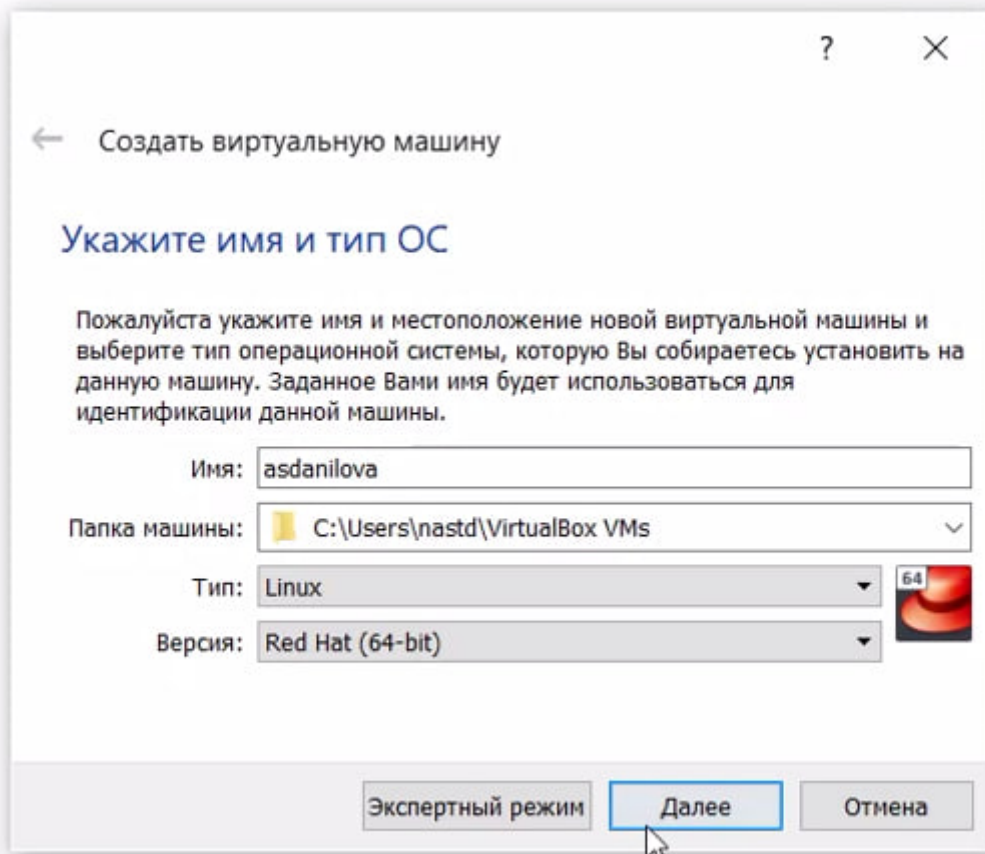 ?
Создать виртуальную машину
Укажите имя и тип ОС
Пожалуйста укажите имя и местоположение новой виртуальной машины и
выберите тип операционной системы, которую Вы собираетесь установить на
данную машину. Заданное Вами имя будет использоваться для
идентификации данной машины.
Имя: asdanilova
Папка машины: C:\Users\nastd\VirtualBox VMs
Тип: Linux
64
Версия: Red Hat (64-bit)
Экспертный режим Далее Отмена